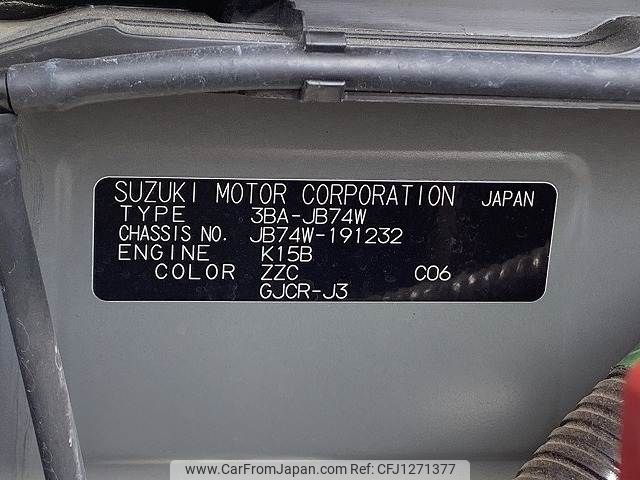 SUZUKI MOTOR CORPORATION JAPAN
TYPE 3BA-JB74W
CHASSIS NO. JB74W-191232
ENGINE K15B
COLOR ZZC C06
GJCR-J3
www.CarFromJapan.com CFJ1271377